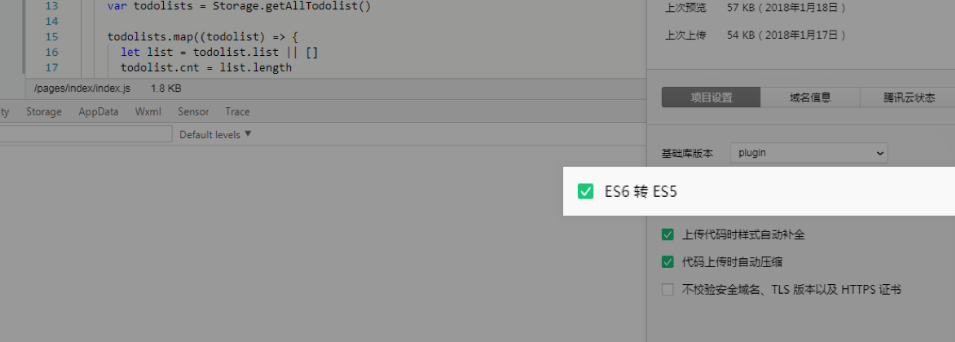 13 var todolists = Storage.getAllTodolist()
14
15 todolists.map((todolist) => {
16 let list = todolist.list || []
17 todolist.cnt = list.length
/pages/index/index.js 1.8 KB
ty Storage AppData Wxml Sensor Trace
Default levels ▼
上次预览 57 KB（2018年1月18日）
上次上传 54 KB（2018年1月17日）
项目设置 域名信息 腾讯云状态
基础库版本 plugin
ES6 转 ES5
上传代码时样式自动补全
代码上传时自动压缩
不校验安全域名、TLS 版本以及 HTTPS 证书